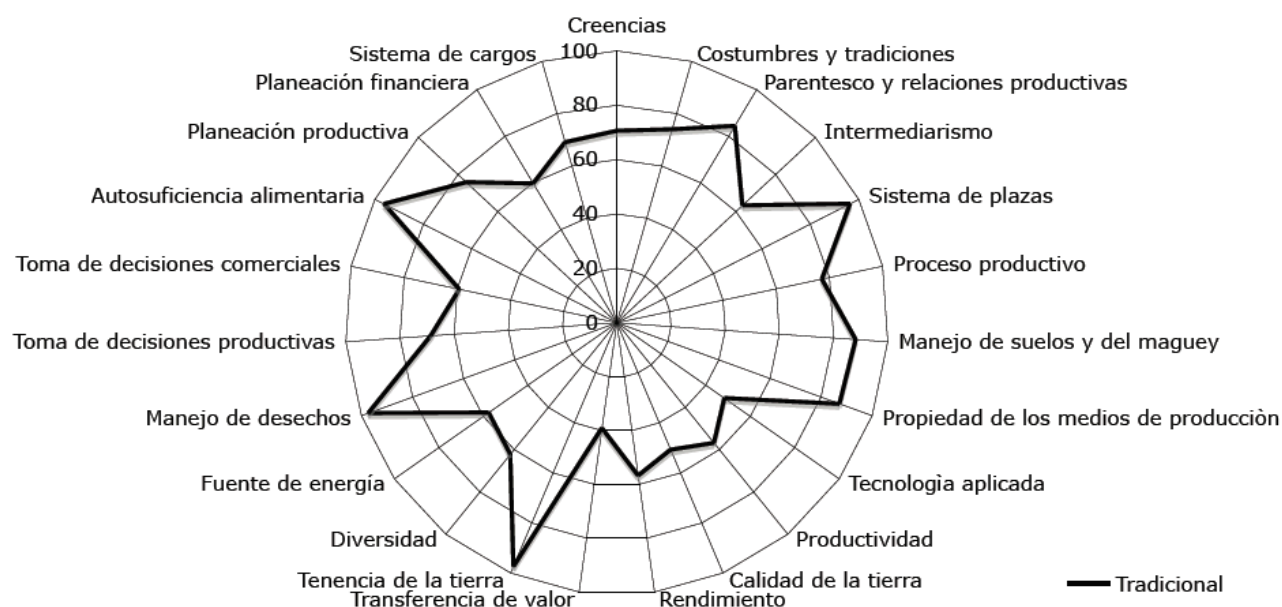 Creencias
Costumbres y tradiciones
Parentesco y relaciones productivas
Intermediarismo
Sistema de plazas
Proceso productivo
Manejo de suelos y del maguey
Propiedad de los medios de producciòn
Tecnologìa aplicada
Productividad
Calidad de la tierra
Rendimiento
Transferencia de valor
Tenencia de la tierra
Diversidad
Fuente de energía
Manejo de desechos
Toma de decisiones productivas
Toma de decisiones comerciales
Autosuficiencia alimentaria
Planeación productiva
Planeación financiera
Sistema de cargos
100
80
60
40
20
0
Tradicional